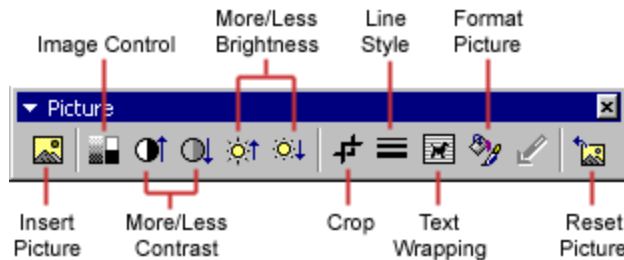 Image Control
More/Less
Brightness
Line
Style
Format
Picture
Picture
Insert
Picture
More/Less
Contrast
Crop
Text
Wrapping
Reset
Picture